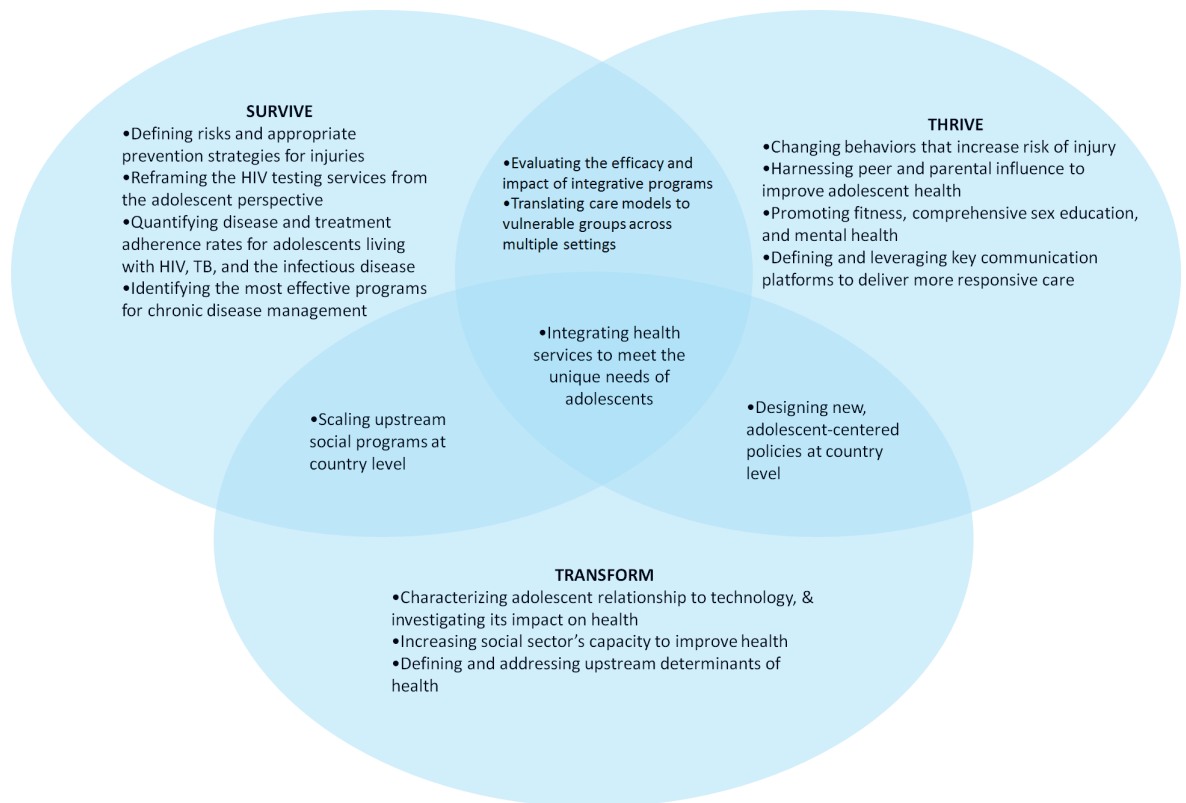 SURVIVE
•Defining risks and appropriate
prevention strategies for injuries
•Reframing the HIV testing services from
the adolescent perspective
•Quantifying disease and treatment
adherence rates for adolescents living
with HIV, TB, and the infectious disease
•Identifying the most effective programs
for chronic disease management
•Evaluating the efficacy and
impact of integrative programs
•Translating care models to
vulnerable groups across
multiple settings
THRIVE
•Changing behaviors that increase risk of injury
•Harnessing peer and parental influence to
improve adolescent health
•Promoting fitness, comprehensive sex education,
and mental health
•Defining and leveraging key communication
platforms to deliver more responsive care
•Integrating health
services to meet the
unique needs of
adolescents
•Scaling upstream
social programs at
country level
•Designing new,
adolescent-centered
policies at country
level
TRANSFORM
•Characterizing adolescent relationship to technology, &
investigating its impact on health
•Increasing social sector’s capacity to improve health
•Defining and addressing upstream determinants of
health